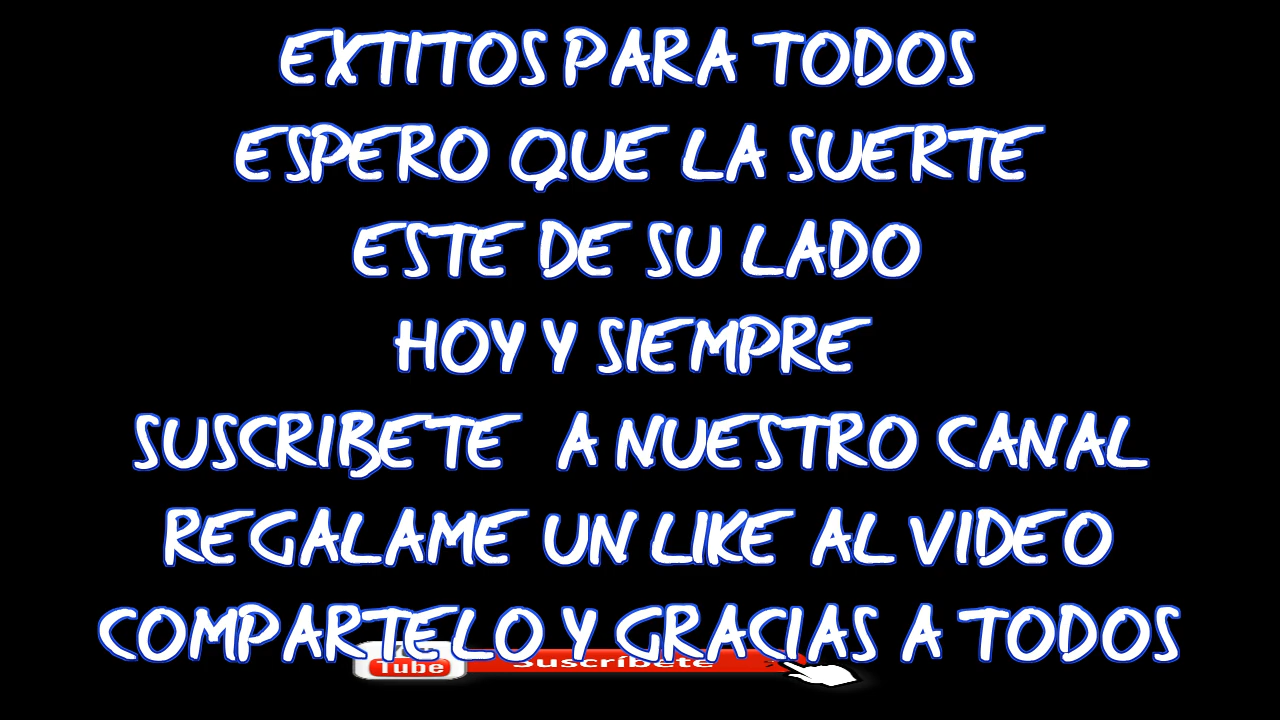 EXTITOS PARA TODOS
ESPERO QUE LA SUERTE
ESTE DE SU LADO
HOY Y SIEMPRE
SUSCRIBETE A NUESTRO CANAL
REGALAME UN LIKE AL VIDEO
COMPARTELO Y GRACIAS A TODOS
Tube Suscríbete